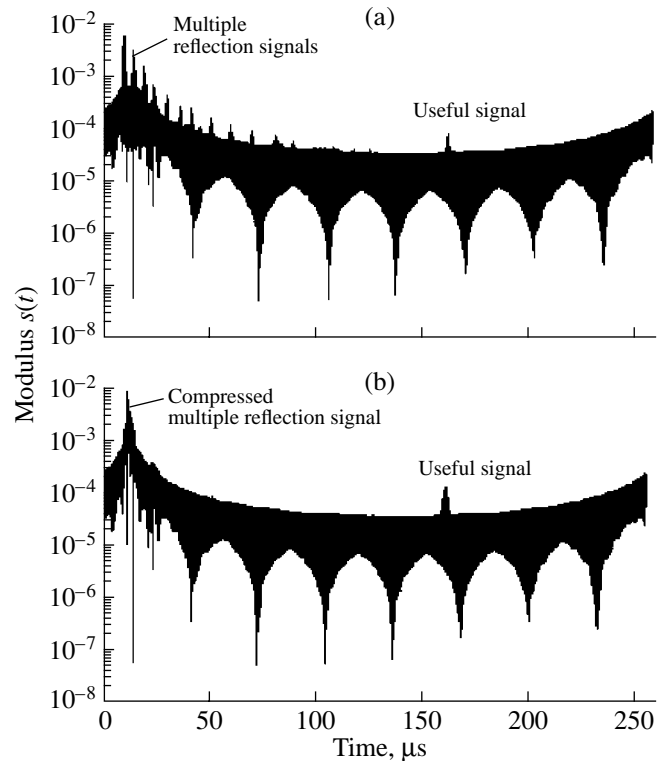 (a)
Multiple
reflection signals
Useful signal
10⁻²
10⁻³
10⁻⁴
10⁻⁵
10⁻⁶
10⁻⁷
10⁻⁸
(b)
Compressed
multiple reflection signal
Useful signal
10⁻²
10⁻³
10⁻⁴
10⁻⁵
10⁻⁶
10⁻⁷
10⁻⁸
Modulus s(t)
0 50 100 150 200 250
Time, μs